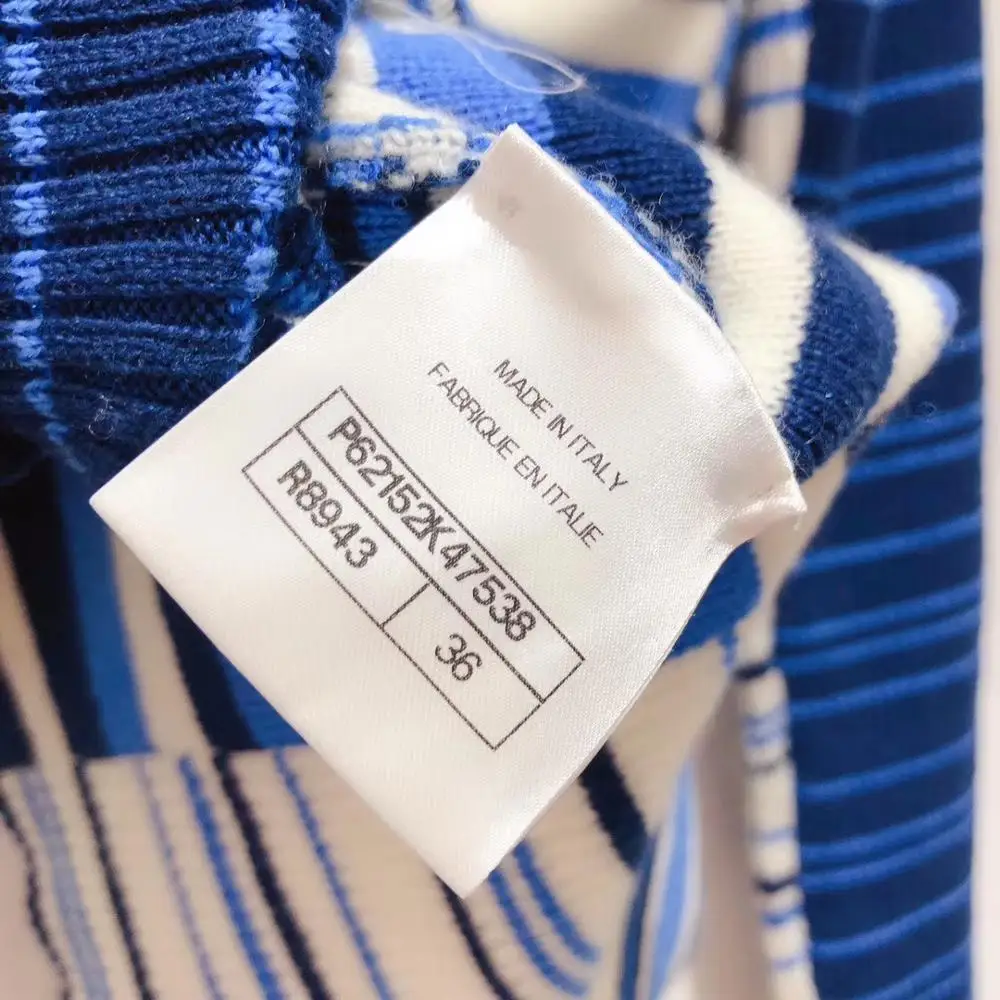 MADE IN ITALY
FABRIQUE EN ITALIE
P62152K47538
R8943 36